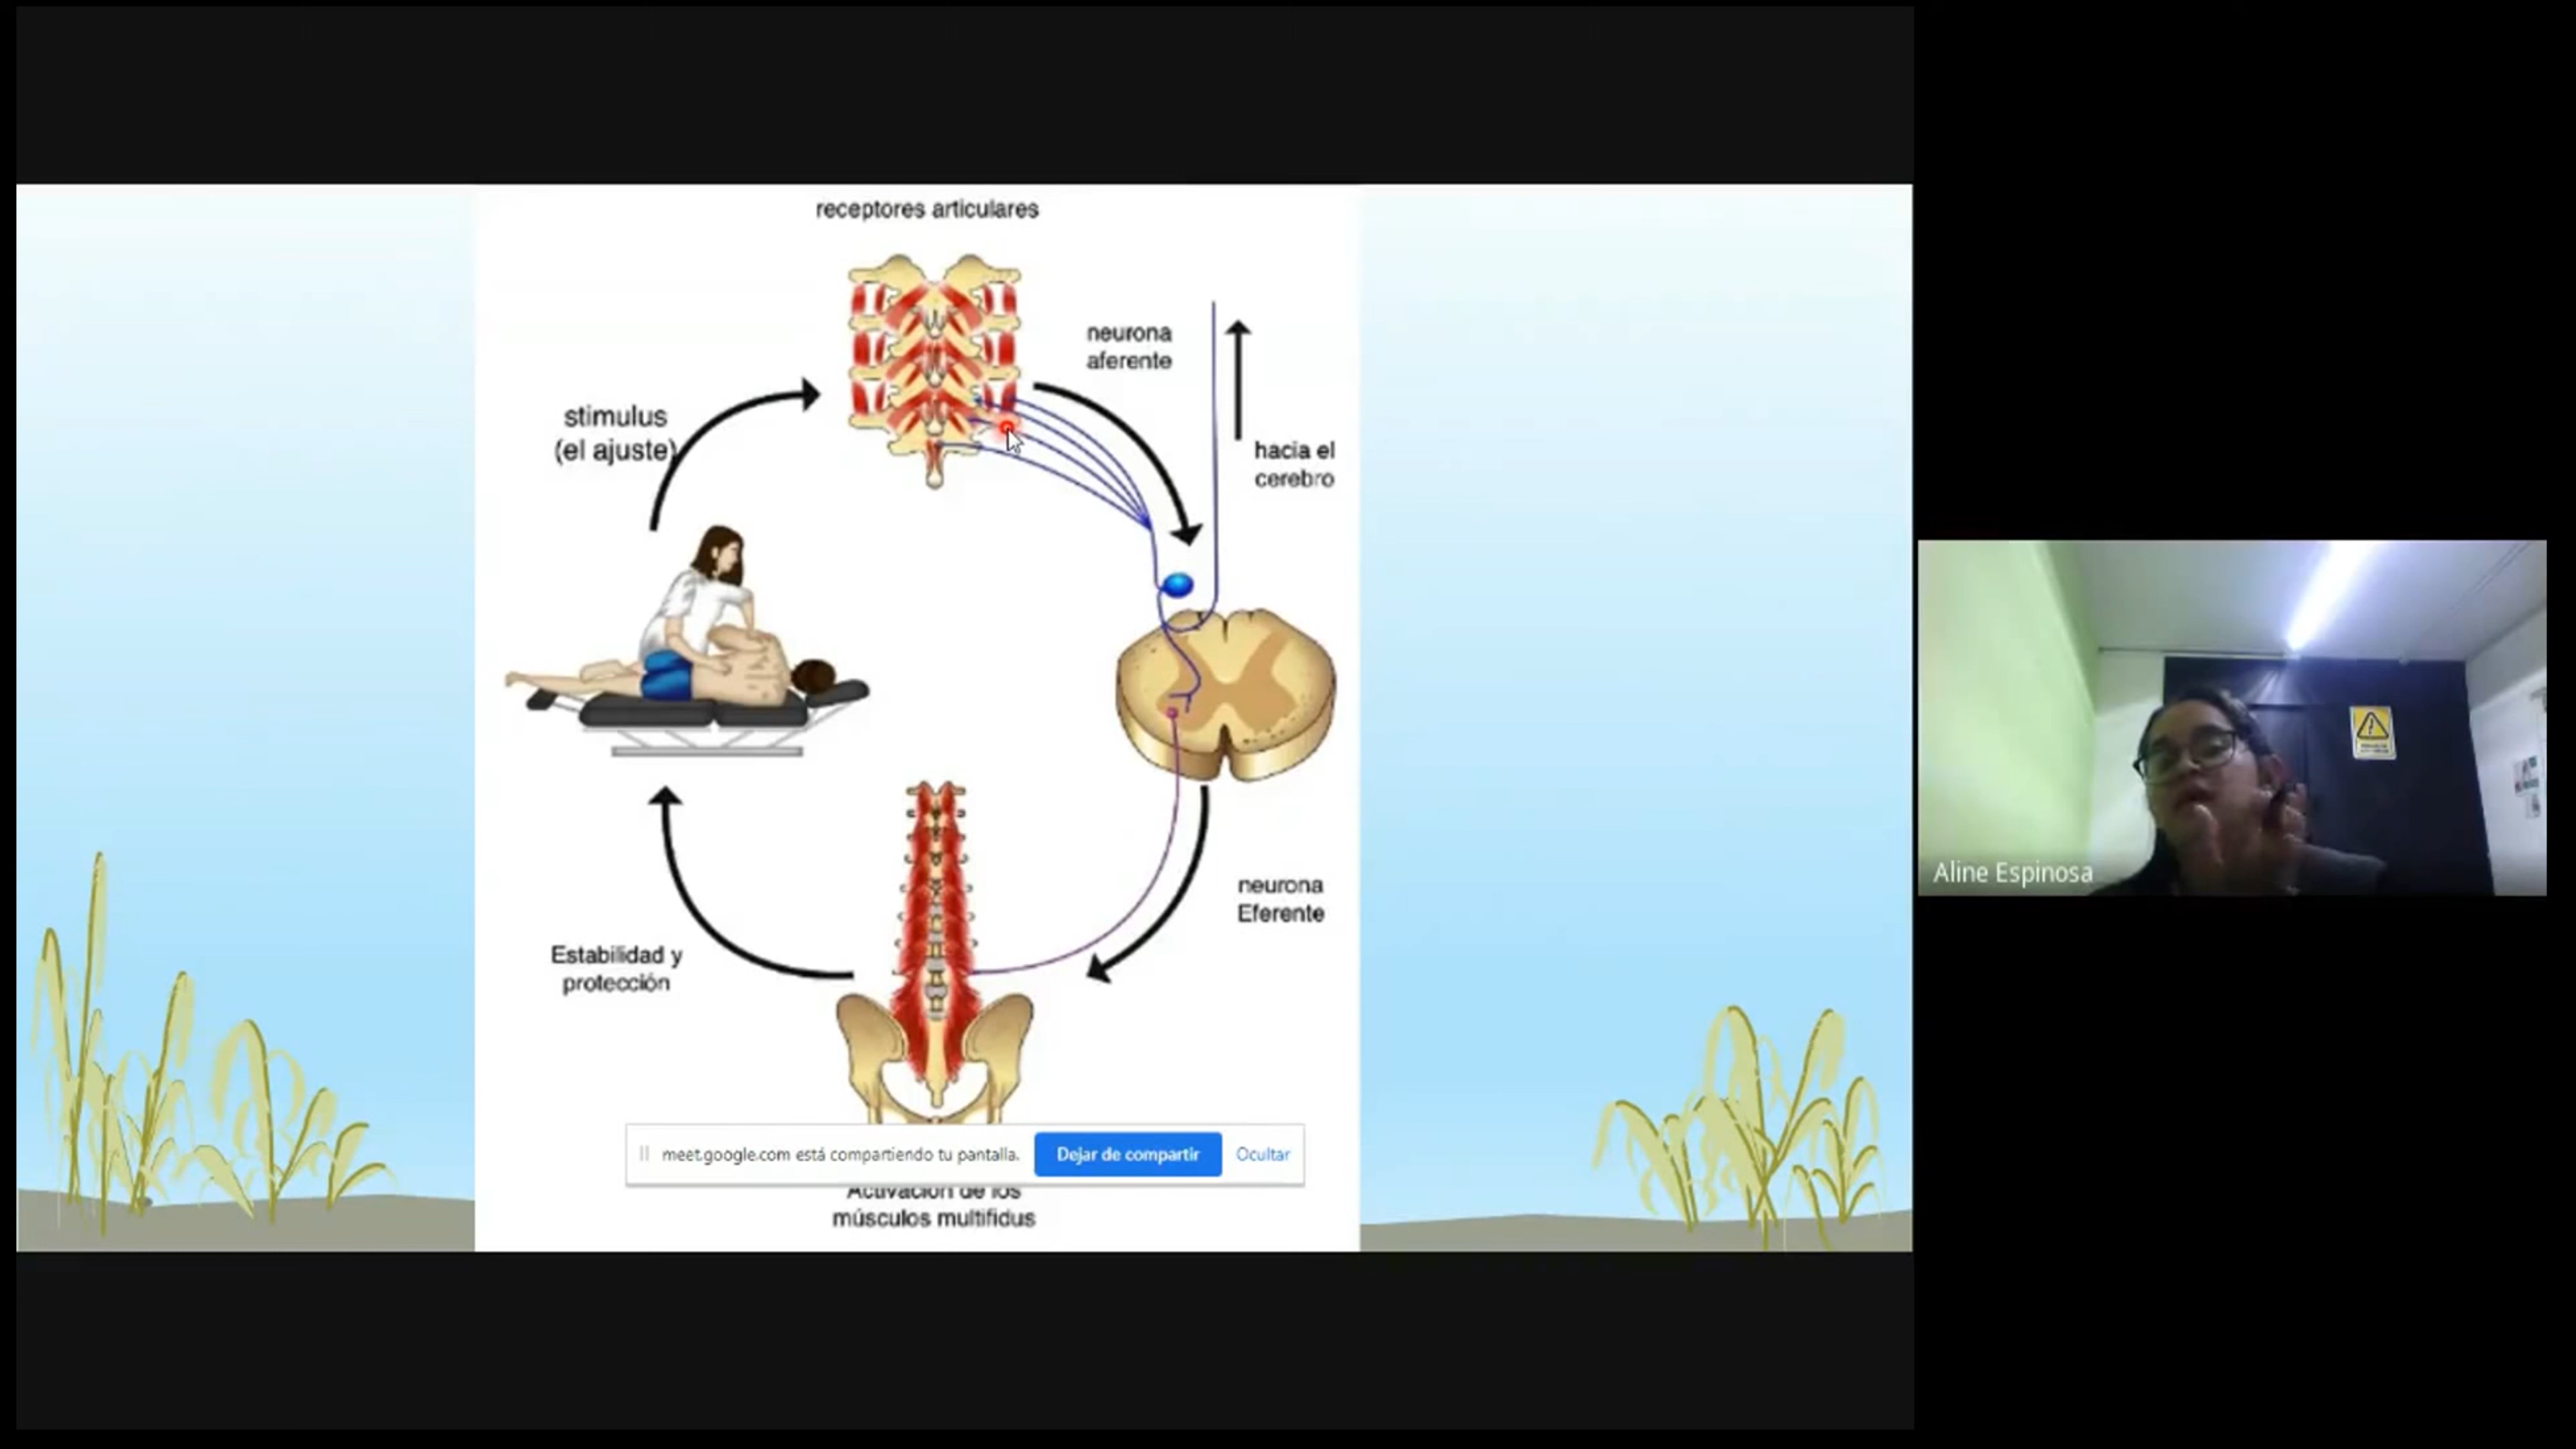 receptores articulares
neurona
aferente
stimulus
(el ajuste)
hacia el
cerebro
neurona
Eferente
Estabilidad y
protección
meet.google.com está compartiendo tu pantalla.
Dejar de compartir
Ocultar
Activación de los
músculos multifidus
Aline Espinosa